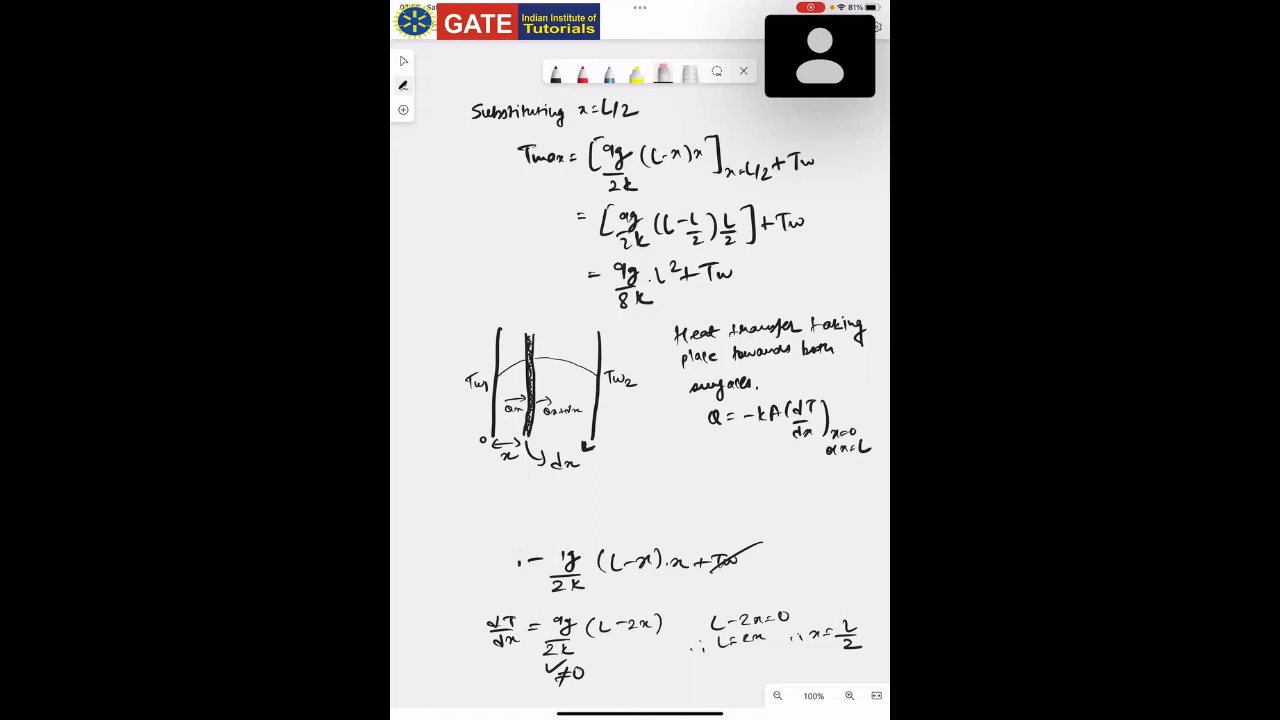 GATE Indian Institute of Tutorials
81%
Substituting x=L/2
Tmax = [qg/2k (L-x)x]x=L/2 + Tw
= [qg/2k (L-L/2) L/2] + Tw
= qg/8k . L² + Tw
Heat transfer taking
place towards both
surfaces.
Q = -kA(dT/dx)x=0
or x=L
Tw1
Tw2
Qx
Qx+dx
0
L
x
dx
(L-x).x + Tw
2k
dT/dx = qg/2k (L-2x)
≠0
L-2x=0
∴ L=2x
∴ x = L/2
100%